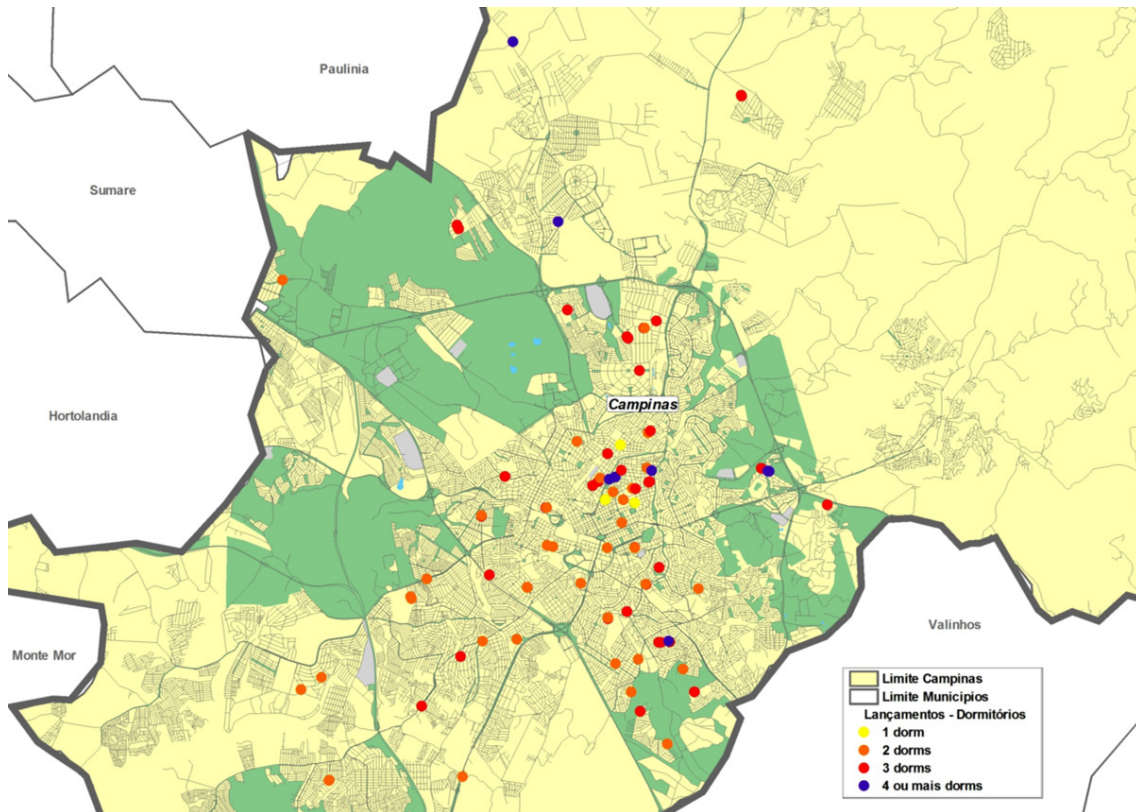 Paulinia
Sumare
Hortolandia
Campinas
Monte Mor
Valinhos
Limite Campinas
Limite Municipios
Lançamentos - Dormitórios
1 dorm
2 dorms
3 dorms
4 ou mais dorms